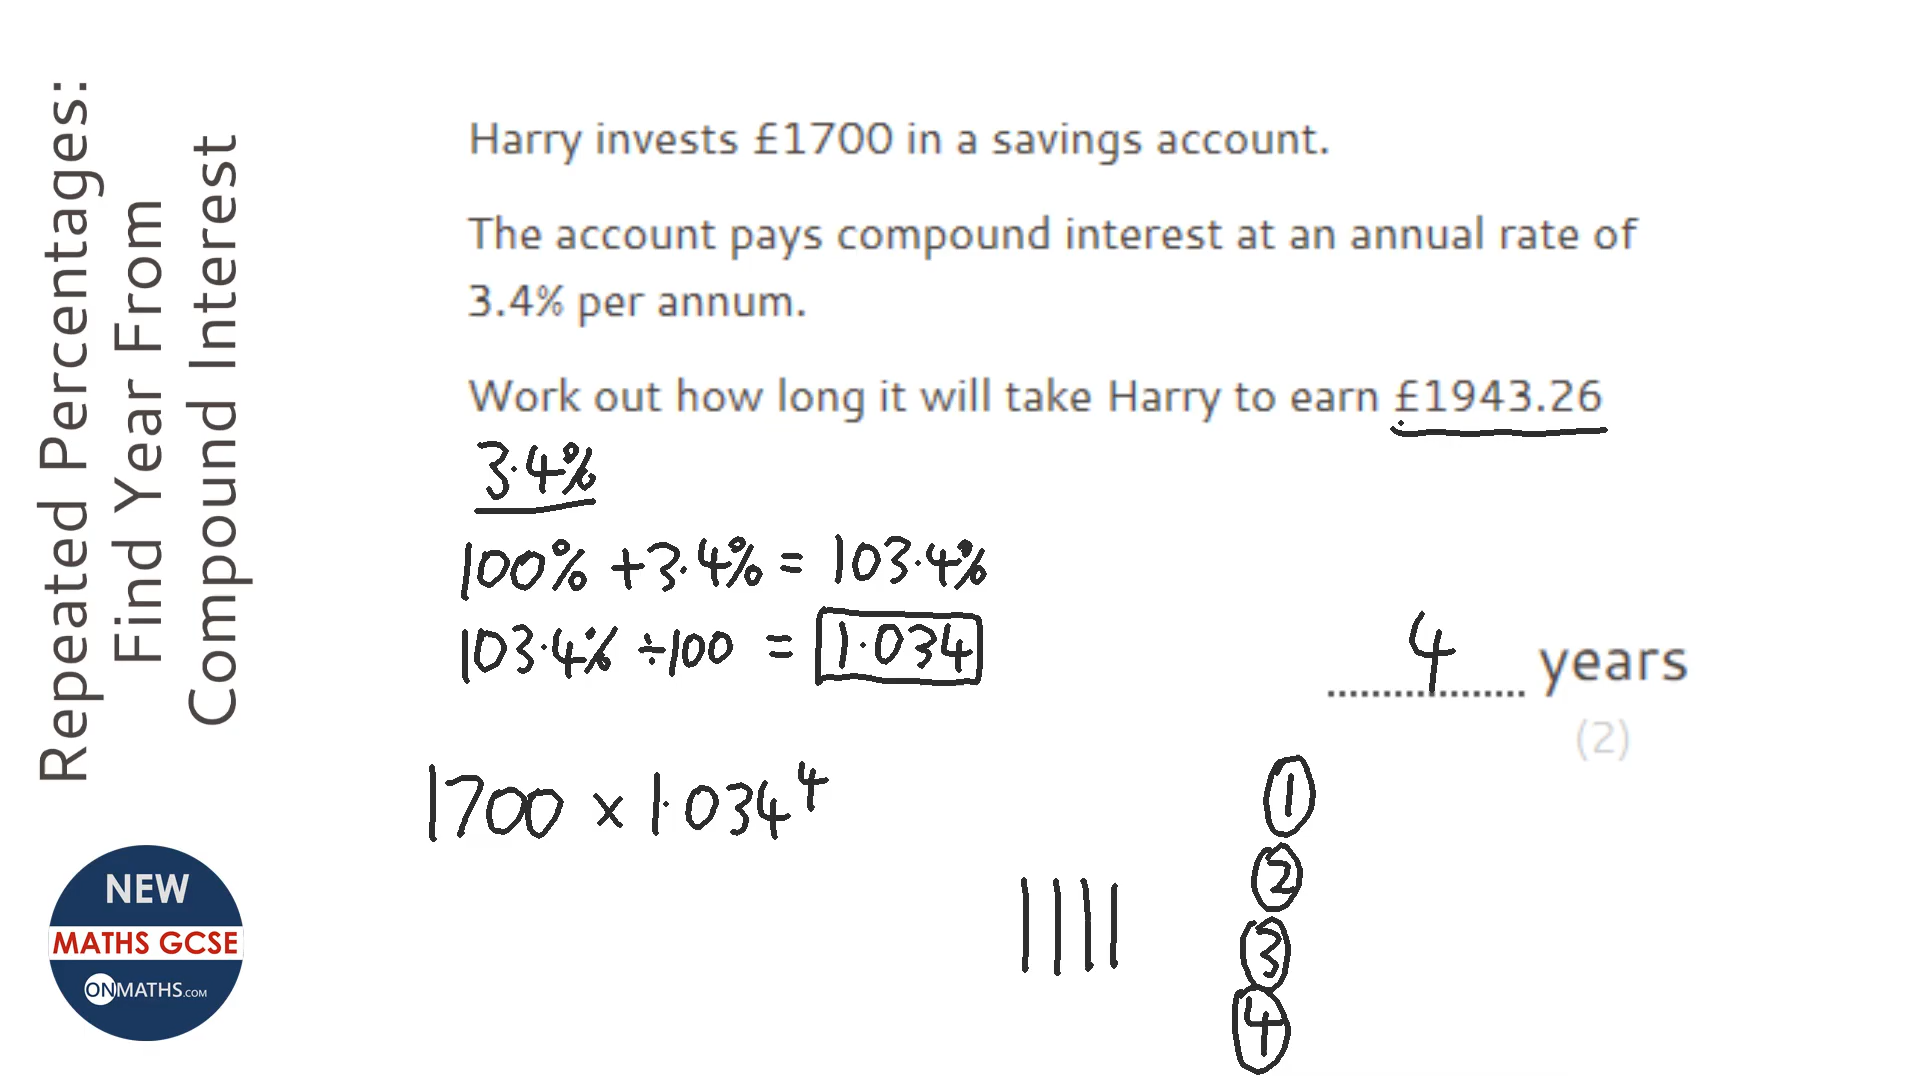 Repeated Percentages:
Find Year From
Compound Interest
Harry invests £1700 in a savings account.
The account pays compound interest at an annual rate of
3.4% per annum.
Work out how long it will take Harry to earn £1943.26
3.4%
100% + 3.4% = 103.4%
103.4% ÷ 100 = 1.034
4 years
(2)
1700 x 1.034⁴
1
2
3
4
NEW
MATHS GCSE
ONMATHS.COM